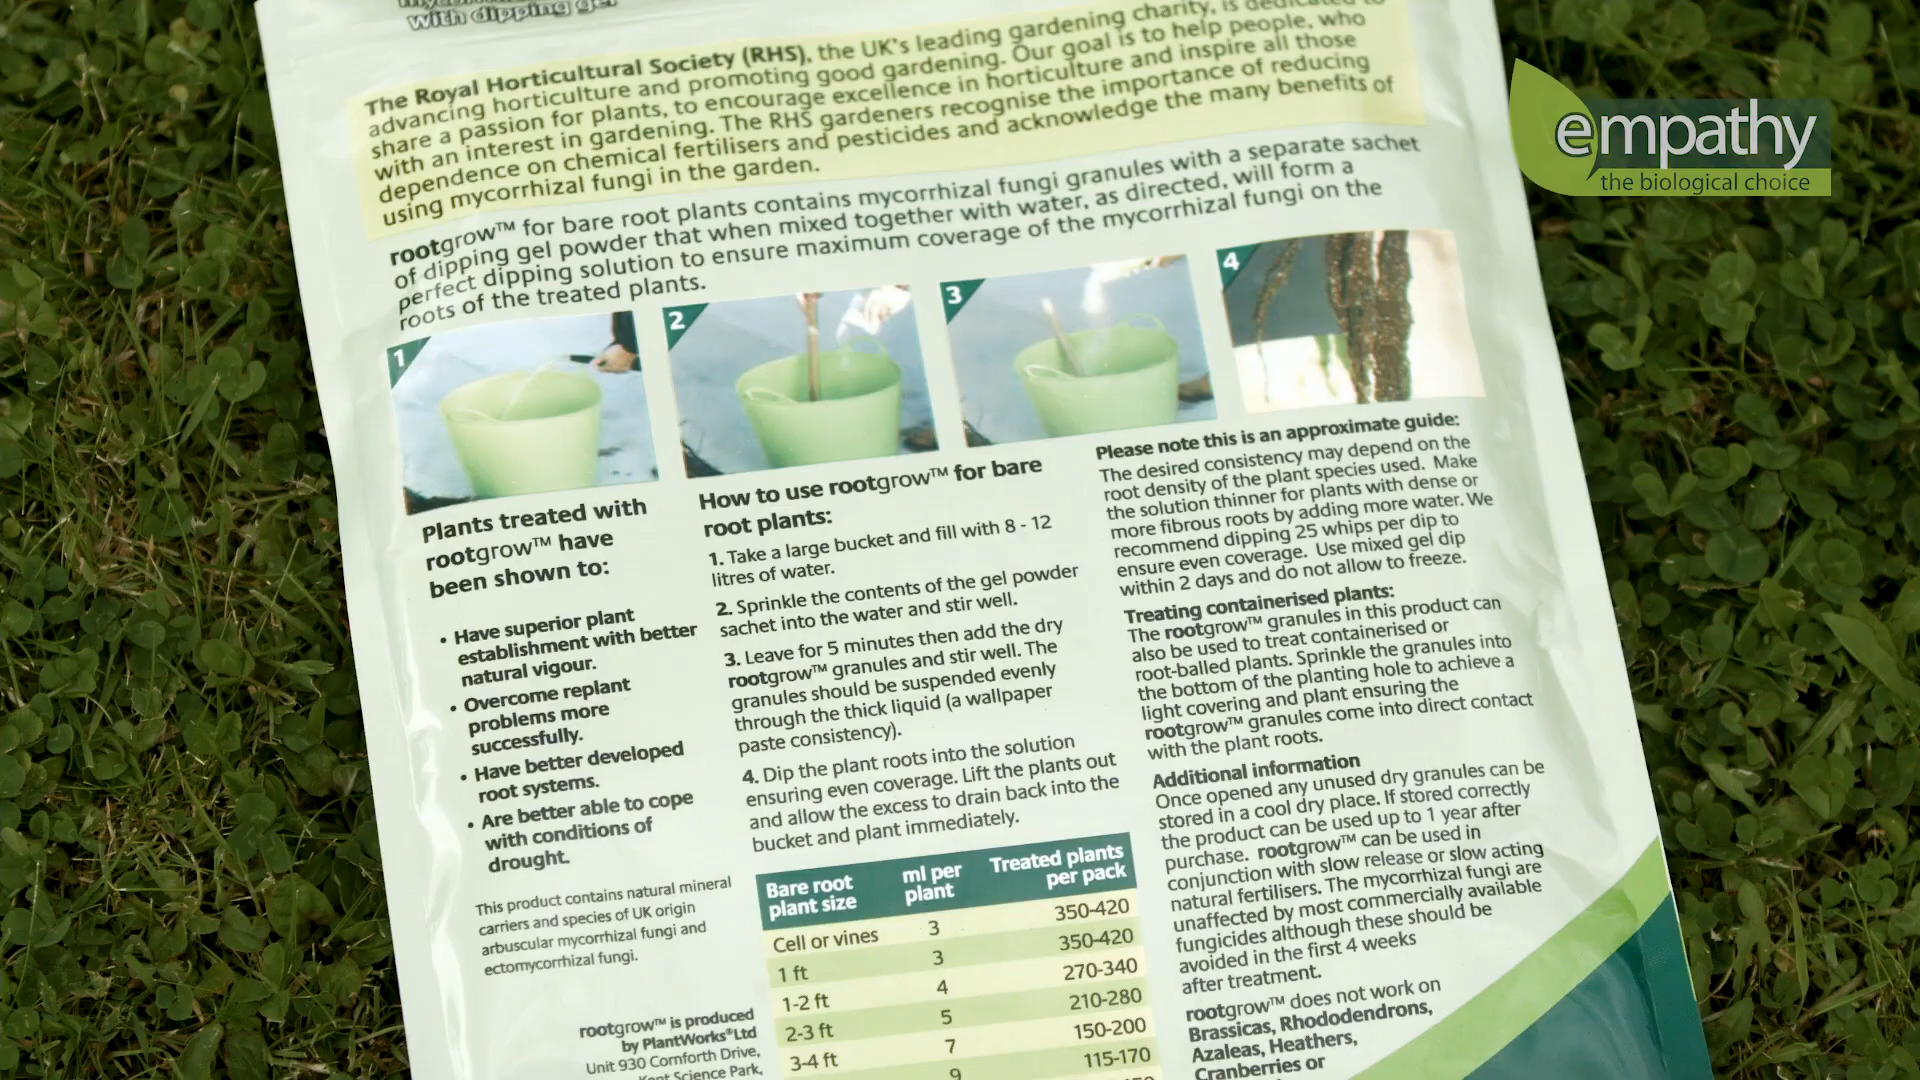 With dipping gel
The Royal Horticultural Society (RHS), the UK's leading gardening charity, is dedicated to
advancing horticulture and promoting good gardening. Our goal is to help people, who
share a passion for plants, to encourage excellence in horticulture and inspire all those
with an interest in gardening. The RHS gardeners recognise the importance of reducing
dependence on chemical fertilisers and pesticides and acknowledge the many benefits of
using mycorrhizal fungi in the garden.
rootgrow™ for bare root plants contains mycorrhizal fungi granules with a separate sachet
of dipping gel powder that when mixed together with water, as directed, will form a
perfect dipping solution to ensure maximum coverage of the mycorrhizal fungi on the
roots of the treated plants.
empathy
the biological choice
1
2
3
4
Plants treated with
rootgrow™ have
been shown to:
• Have superior plant
establishment with better
natural vigour.
• Overcome replant
problems more
successfully.
• Have better developed
root systems.
• Are better able to cope
with conditions of
drought.
This product contains natural mineral
carriers and species of UK origin
arbuscular mycorrhizal fungi and
ectomycorrhizal fungi.
rootgrow™ is produced
by PlantWorks® Ltd
Unit 930 Cornforth Drive,
Kent Science Park,
How to use rootgrow™ for bare
root plants:
1. Take a large bucket and fill with 8 - 12
litres of water.
2. Sprinkle the contents of the gel powder
sachet into the water and stir well.
3. Leave for 5 minutes then add the dry
rootgrow™ granules and stir well. The
granules should be suspended evenly
through the thick liquid (a wallpaper
paste consistency).
4. Dip the plant roots into the solution
ensuring even coverage. Lift the plants out
and allow the excess to drain back into the
bucket and plant immediately.
Bare root plant size ml per plant Treated plants per pack
Cell or vines 3 350-420
1 ft 3 350-420
1-2 ft 4 270-340
2-3 ft 5 210-280
3-4 ft 7 150-200
9 115-170
Please note this is an approximate guide:
The desired consistency may depend on the
root density of the plant species used. Make
the solution thinner for plants with dense or
more fibrous roots by adding more water. We
recommend dipping 25 whips per dip to
ensure even coverage. Use mixed gel dip
within 2 days and do not allow to freeze.
Treating containerised plants:
The rootgrow™ granules in this product can
also be used to treat containerised or
root-balled plants. Sprinkle the granules into
the bottom of the planting hole to achieve a
light covering and plant ensuring the
rootgrow™ granules come into direct contact
with the plant roots.
Additional information
Once opened any unused dry granules can be
stored in a cool dry place. If stored correctly
the product can be used up to 1 year after
purchase. rootgrow™ can be used in
conjunction with slow release or slow acting
natural fertilisers. The mycorrhizal fungi are
unaffected by most commercially available
fungicides although these should be
avoided in the first 4 weeks
after treatment.
rootgrow™ does not work on
Brassicas, Rhododendrons,
Azaleas, Heathers,
Cranberries or